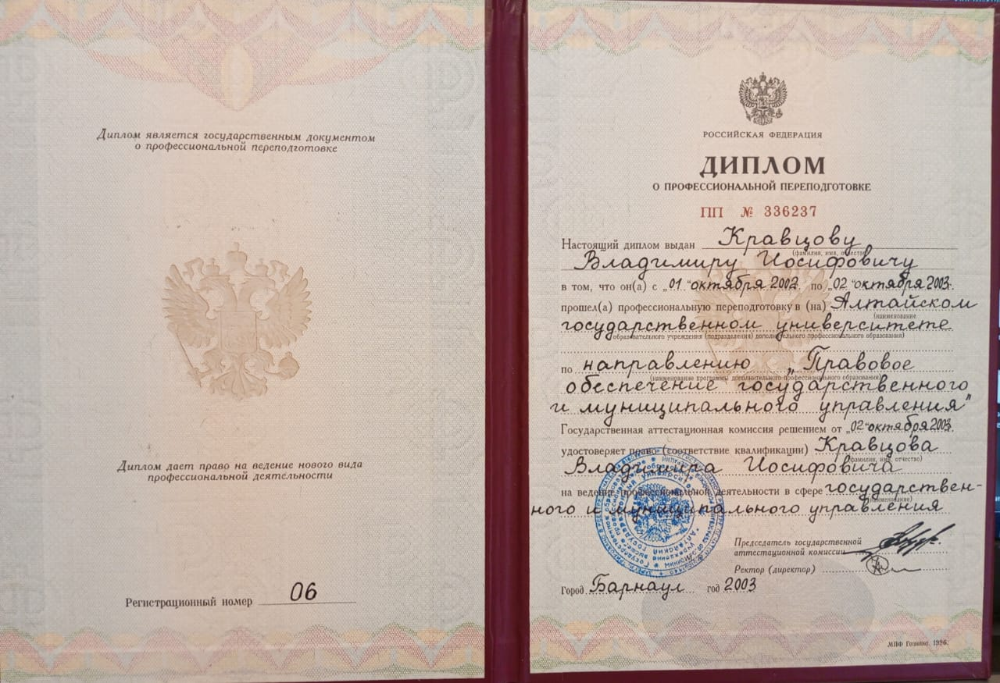 Диплом является государственным документом
о профессиональной переподготовке
Диплом дает право на ведение нового вида
профессиональной деятельности
Регистрационный номер 06
РОССИЙСКАЯ ФЕДЕРАЦИЯ
ДИПЛОМ
О ПРОФЕССИОНАЛЬНОЙ ПЕРЕПОДГОТОВКЕ
ПП № 336237
Настоящий диплом выдан Кравцову
(фамилия, имя, отчество)
Владимиру Иосифовичу
в том, что он(а) с „01“ октября 2002 по „02“ октября 2003г.
прошел(а) профессиональную переподготовку в (на) Алтайском
(наименование
государственном университете
образовательного учреждения (подразделения) дополнительного профессионального образования)
по направлению „Правовое
(наименование программы дополнительного профессионального образования)
обеспечение государственного
и муниципального управления"
Государственная аттестационная комиссия решением от „02“ октября 2003.
удостоверяет право (соответствие квалификации) Кравцова
(фамилия, имя, отчество)
Владимира Иосифовича
на ведение профессиональной деятельности в сфере государствен-
(наименование)
ного и муниципального управления
Председатель государственной
аттестационной комиссии
Ректор (директор)
Город Барнаул год 2003
МПФ Гознака. 1996.